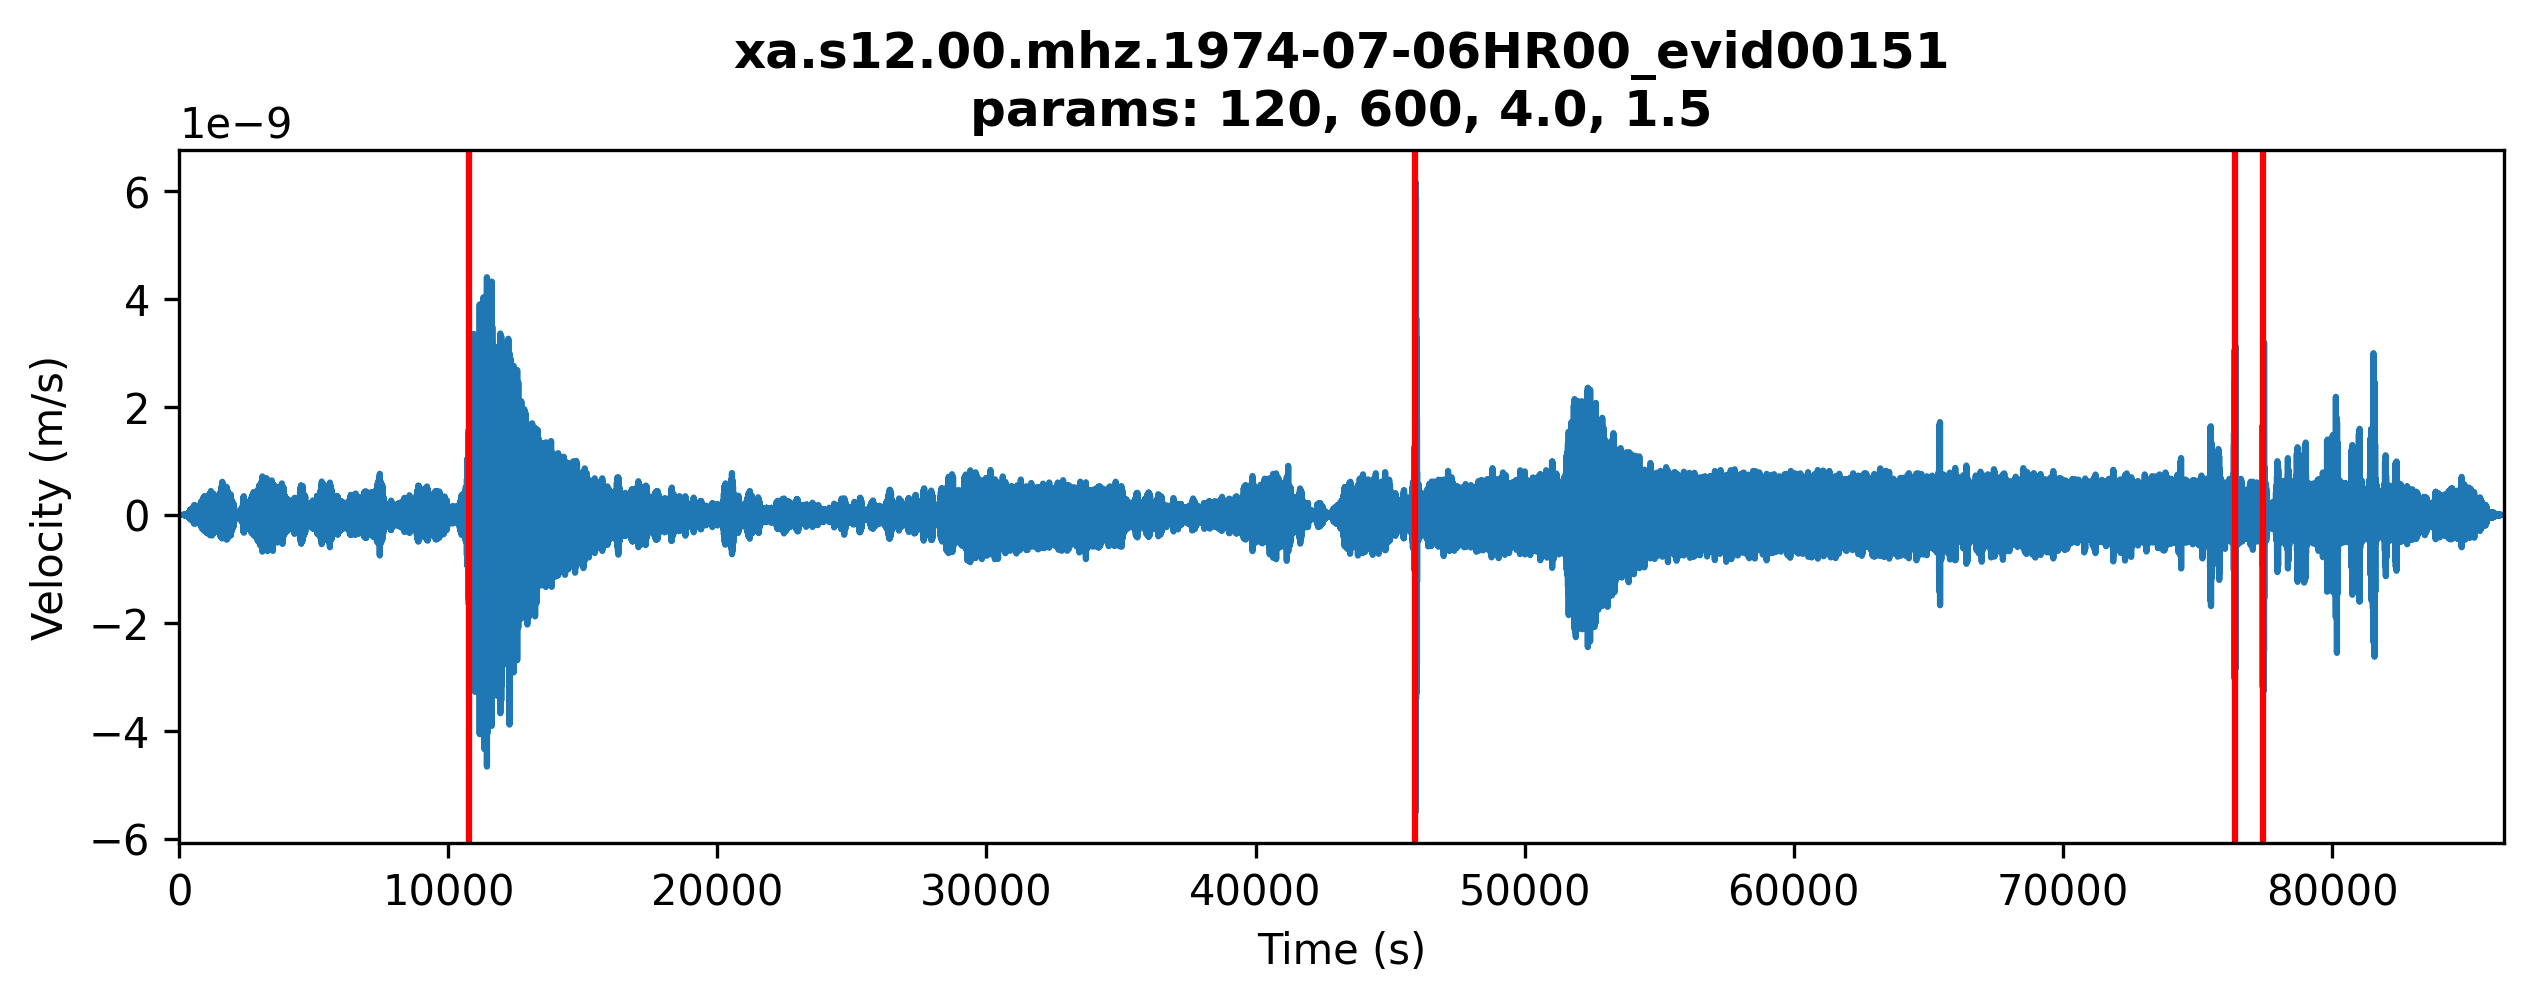 xa.s12.00.mhz.1974-07-06HR00_evid00151
params: 120, 600, 4.0, 1.5
1e−9
6
4
2
0
−2
−4
−6
Velocity (m/s)
0 10000 20000 30000 40000 50000 60000 70000 80000
Time (s)